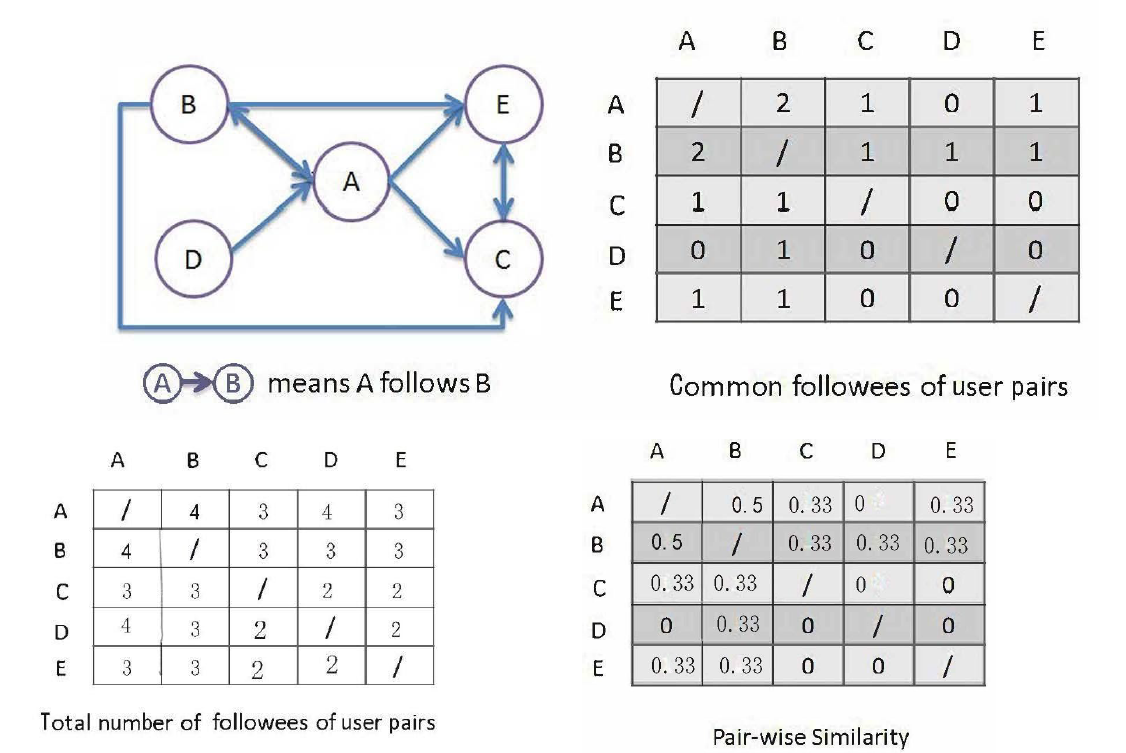 B
E
A
D
C
A B means A follows B
A B C D E
A / 2 1 0 1
B 2 / 1 1 1
C 1 1 / 0 0
D 0 1 0 / 0
E 1 1 0 0 /
Common followees of user pairs
A B C D E
A / 4 3 4 3
B 4 / 3 3 3
C 3 3 / 2 2
D 4 3 2 / 2
E 3 3 2 2 /
Total number of followees of user pairs
A B C D E
A / 0.5 0.33 0 0.33
B 0.5 / 0.33 0.33 0.33
C 0.33 0.33 / 0 0
D 0 0.33 0 / 0
E 0.33 0.33 0 0 /
Pair-wise Similarity